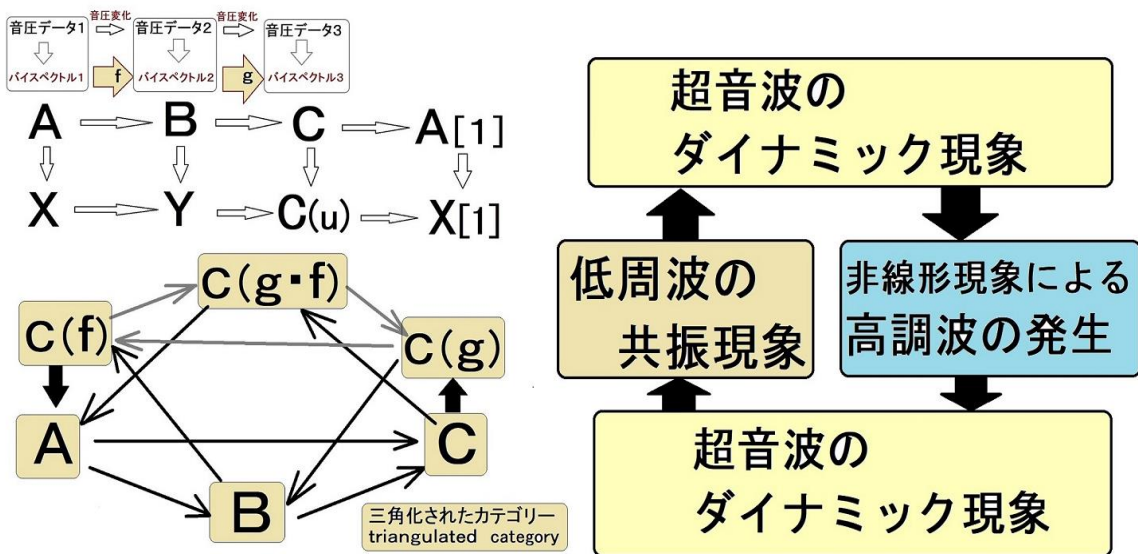 音圧データ1 音圧変化 音圧データ2 音圧変化 音圧データ3
バイスペクトル1 f バイスペクトル2 g バイスペクトル3
A B C A[1]
X Y C(u) X[1]
C(g・f)
C(f)
C(g)
A
C
B
三角化されたカテゴリー
triangulated category
超音波の
ダイナミック現象
低周波の
共振現象
非線形現象による
高調波の発生
超音波の
ダイナミック現象